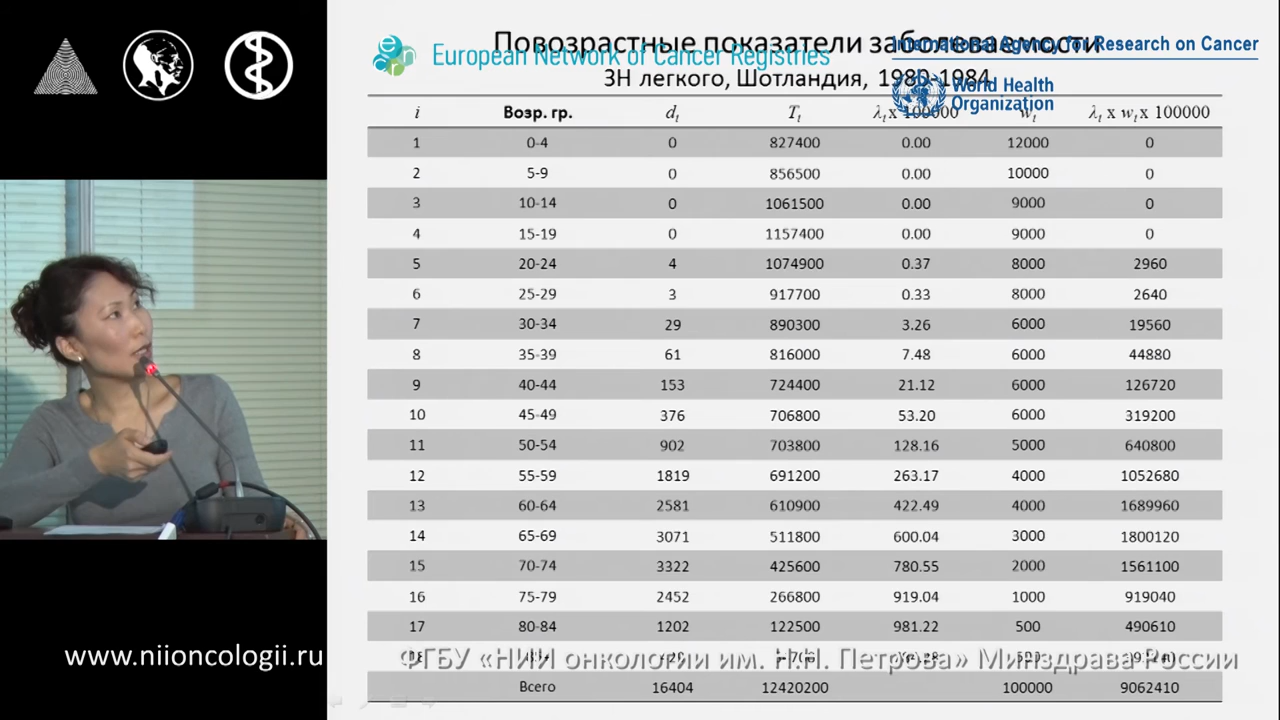 Повозрастные показатели заболеваемости
European Network of Cancer Registries
International Agency for Research on Cancer
ЗН легкого, Шотландия, 1980-1984
World Health
Organization
i Возр. гр. dₜ Tₜ λₜ x 100000 wₜ λₜ x wₜ x 100000
1 0-4 0 827400 0.00 12000 0
2 5-9 0 856500 0.00 10000 0
3 10-14 0 1061500 0.00 9000 0
4 15-19 0 1157400 0.00 9000 0
5 20-24 4 1074900 0.37 8000 2960
6 25-29 3 917700 0.33 8000 2640
7 30-34 29 890300 3.26 6000 19560
8 35-39 61 816000 7.48 6000 44880
9 40-44 153 724400 21.12 6000 126720
10 45-49 376 706800 53.20 6000 319200
11 50-54 902 703800 128.16 5000 640800
12 55-59 1819 691200 263.17 4000 1052680
13 60-64 2581 610900 422.49 4000 1689960
14 65-69 3071 511800 600.04 3000 1800120
15 70-74 3322 425600 780.55 2000 1561100
16 75-79 2452 266800 919.04 1000 919040
17 80-84 1202 122500 981.22 500 490610
www.niioncologii.ru
ФГБУ «НИИ онкологии им. Н.Н. Петрова» Минздрава России
Всего 16404 12420200 100000 9062410